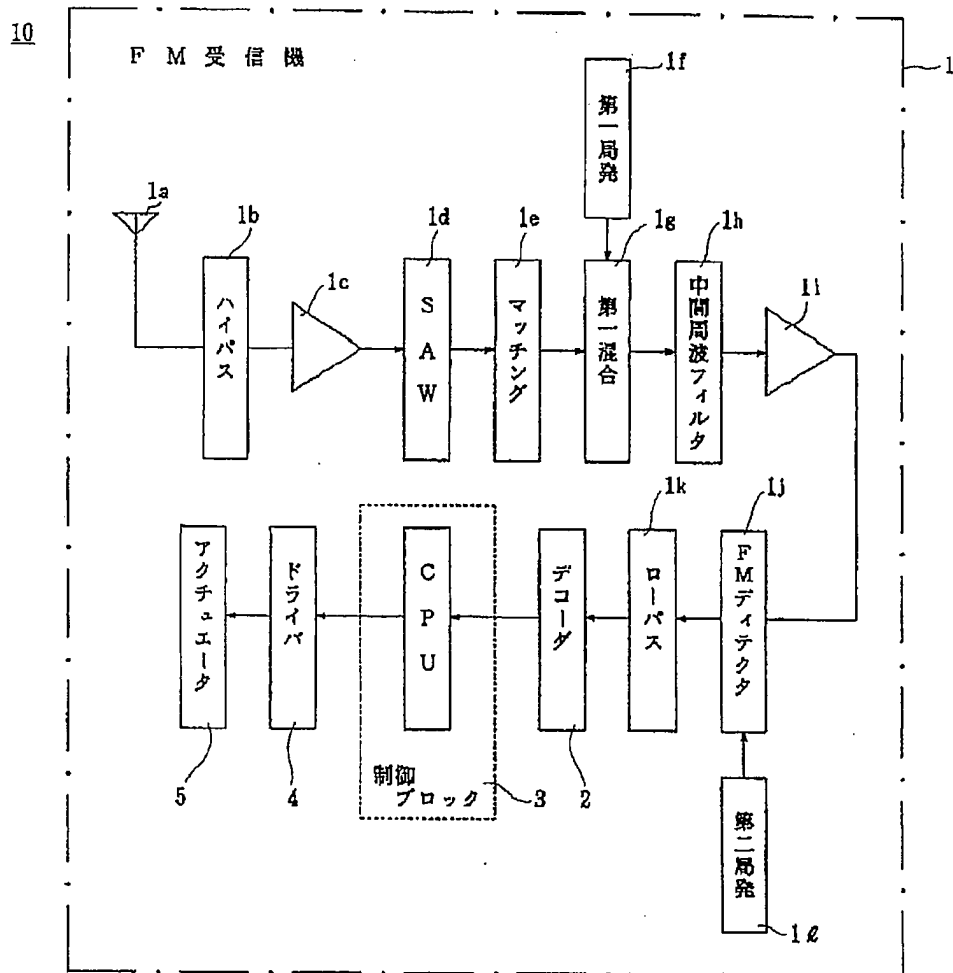 10
FM受信機
1
1f
第一局発
1a
1b
ハイパス
1c
1d
SAW
1e
マッチング
1g
第一混合
1h
中間周波フィルタ
1i
1j
FMディテクタ
1k
ローパス
デコーダ
2
CPU
制御
ブロック
3
ドライバ
4
アクチュエータ
5
第二局発
1ℓ